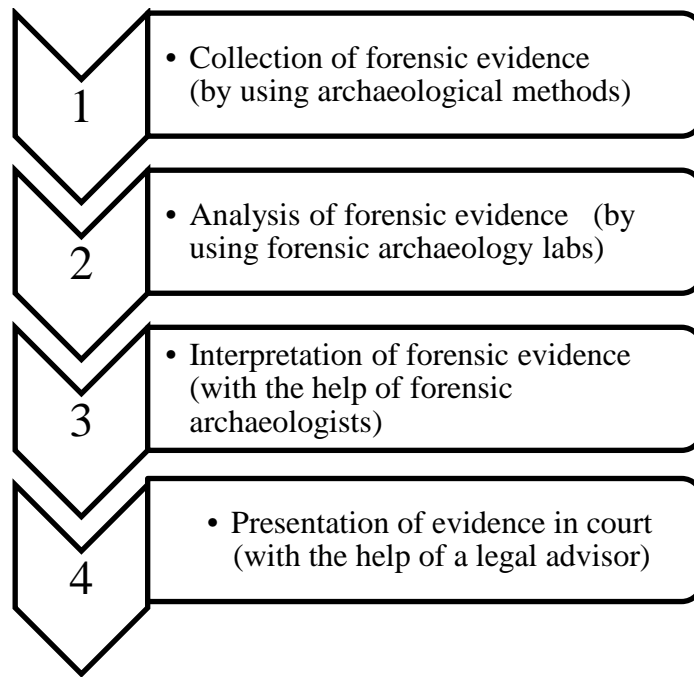 1
• Collection of forensic evidence
(by using archaeological methods)
2
• Analysis of forensic evidence (by
using forensic archaeology labs)
3
• Interpretation of forensic evidence
(with the help of forensic
archaeologists)
4
• Presentation of evidence in court
(with the help of a legal advisor)